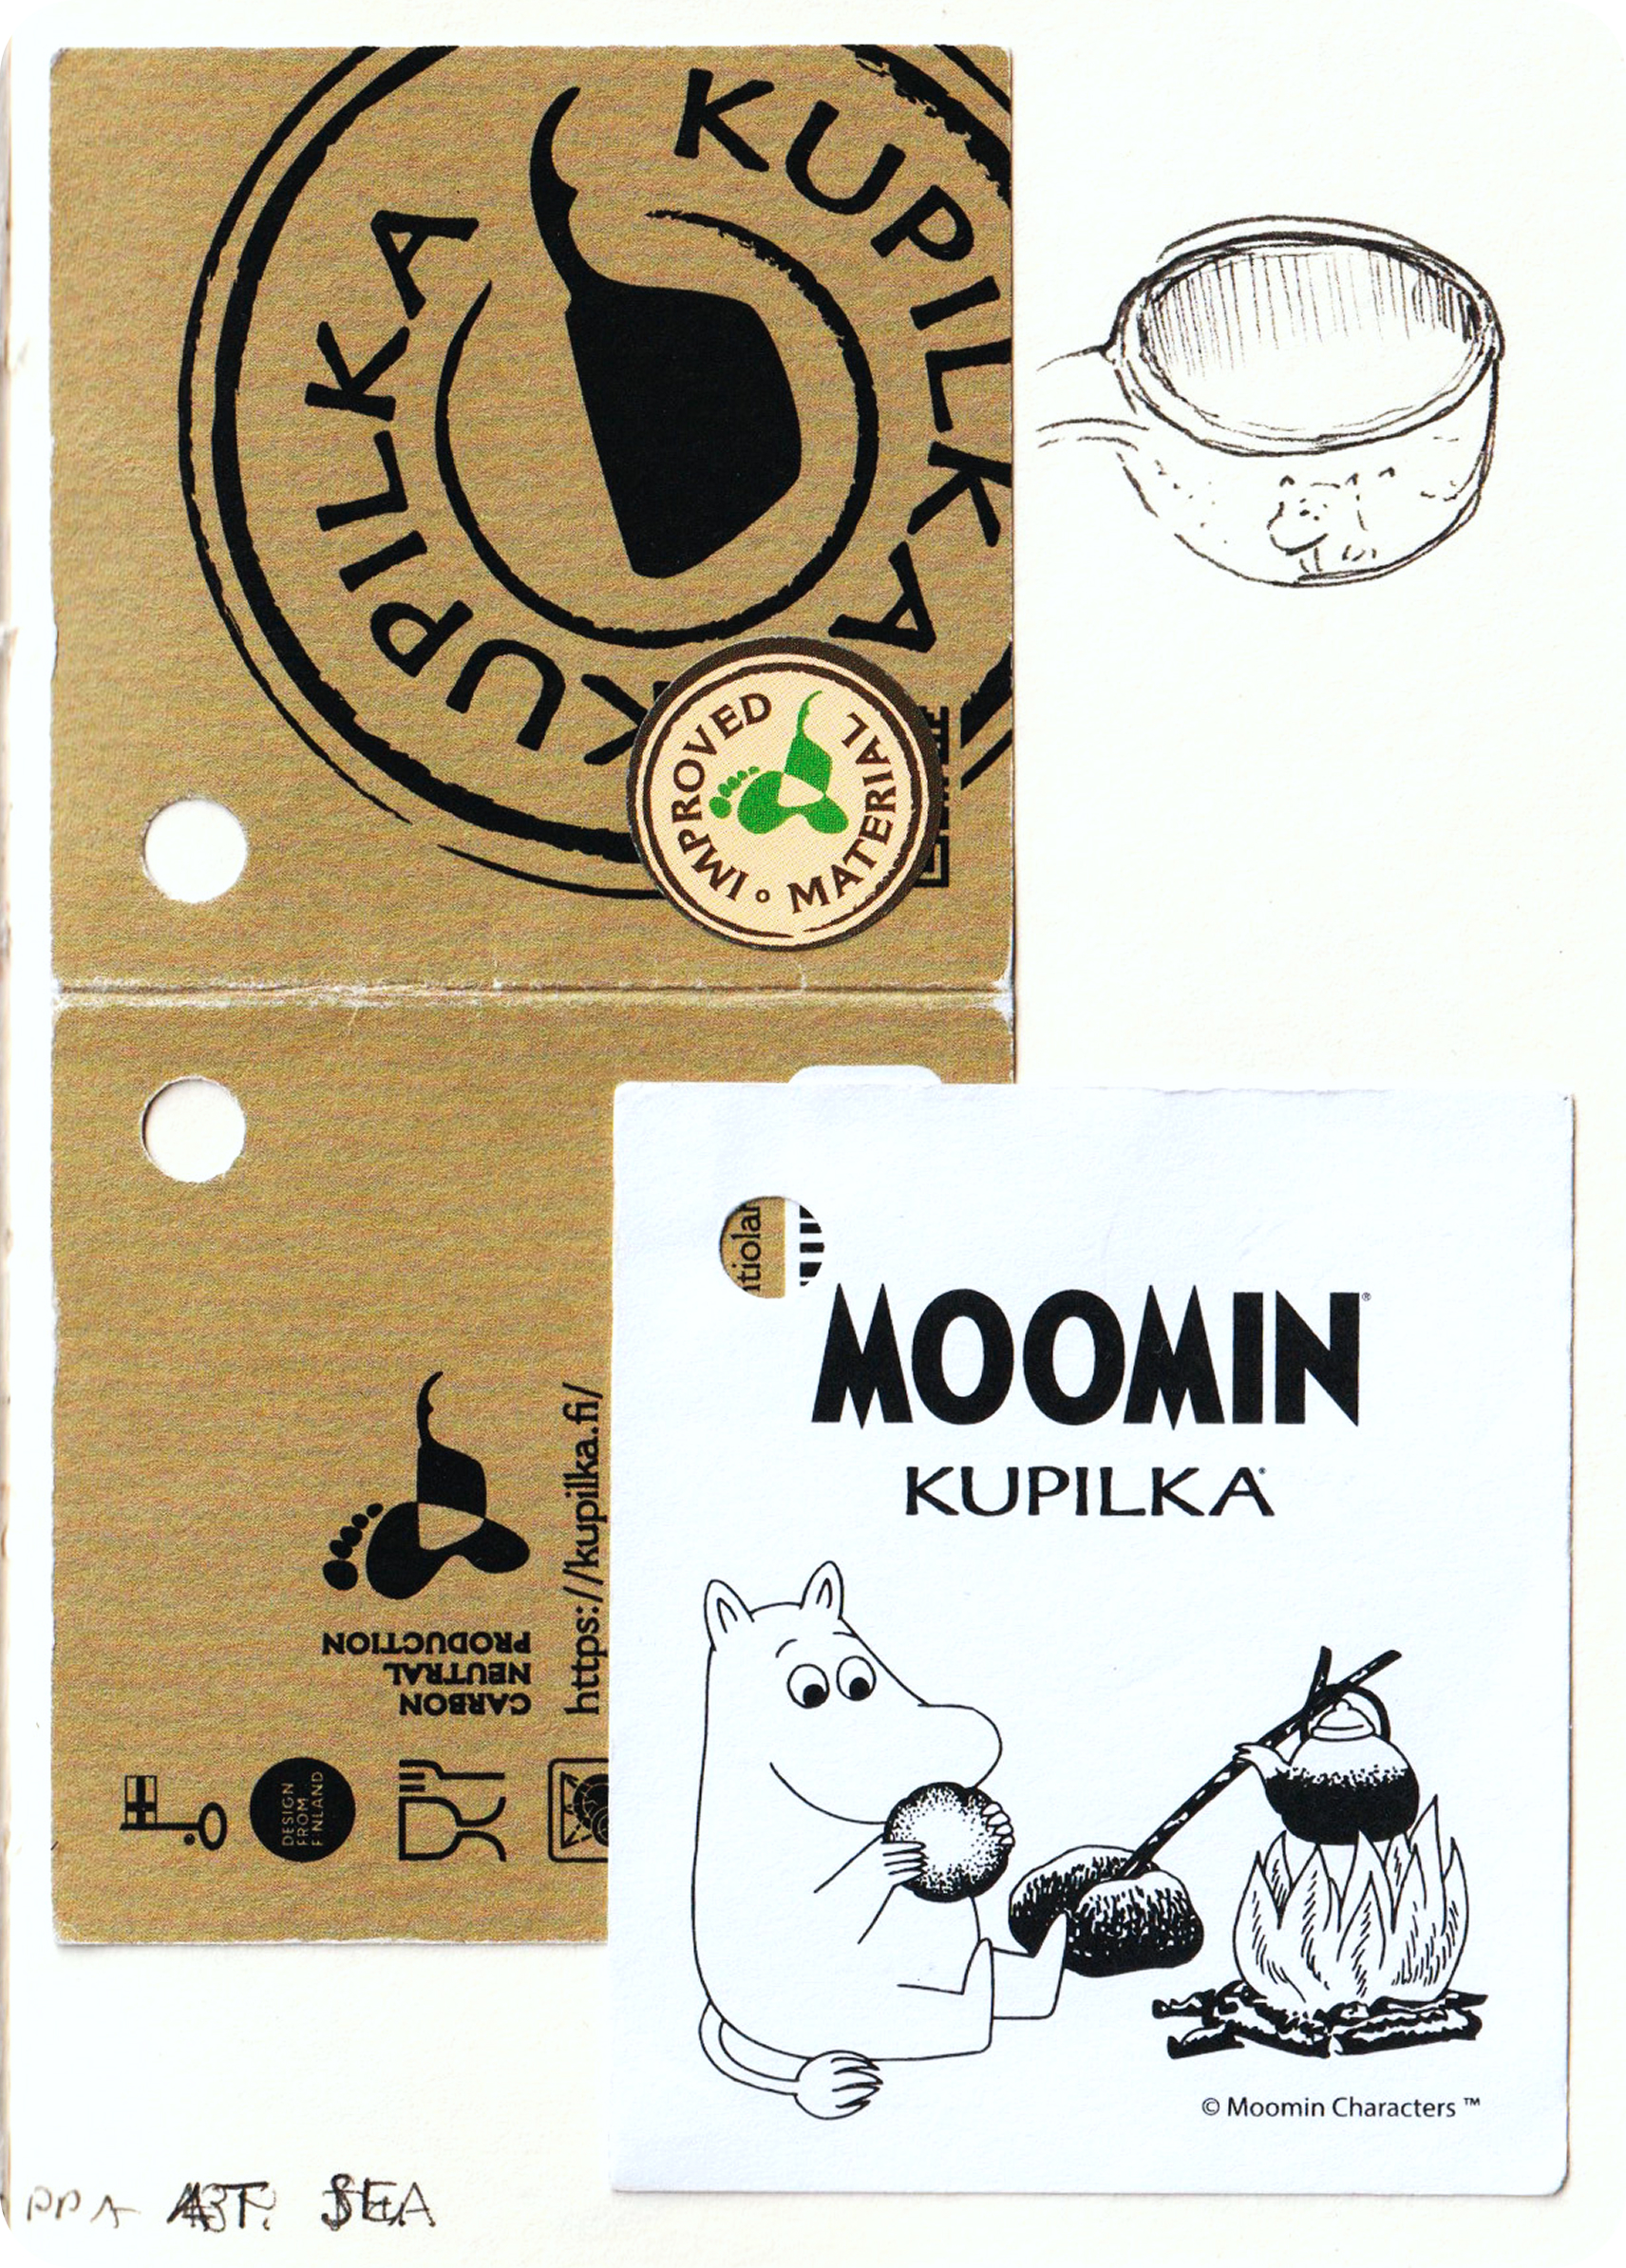 KUPILKA
KUPILKA
IMPROVED
MATERIAL
itiolan
MOOMIN®
KUPILKA®
https://kupilka.fi/
CARBON
NEUTRAL
PRODUCTION
DESIGN
FROM
FINLAND
© Moomin Characters ™
SEA